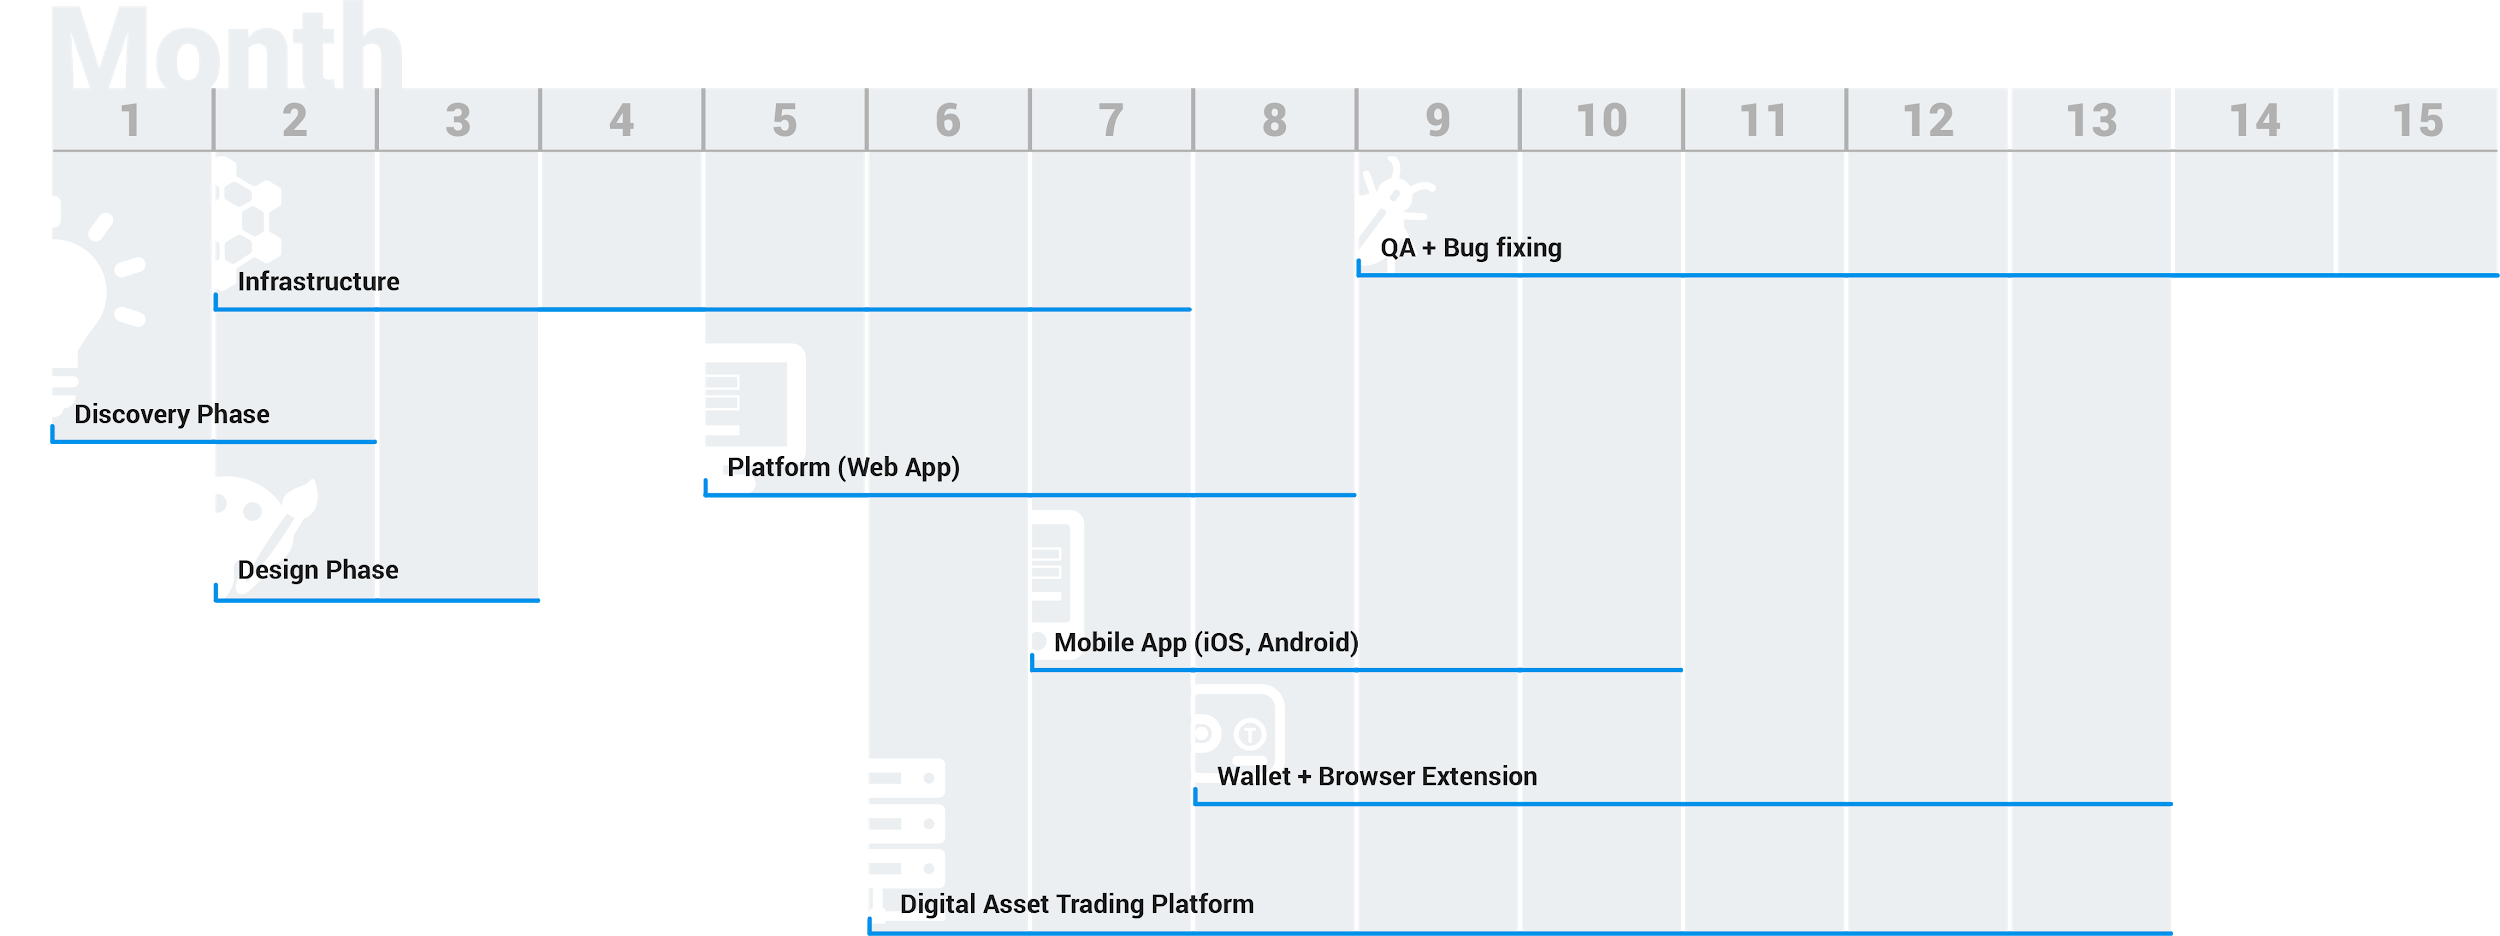 Month
1 2 3 4 5 6 7 8 9 10 11 12 13 14 15
QA + Bug fixing
Infrastructure
Discovery Phase
Platform (Web App)
Design Phase
Mobile App (iOS, Android)
T
Wallet + Browser Extension
Digital Asset Trading Platform